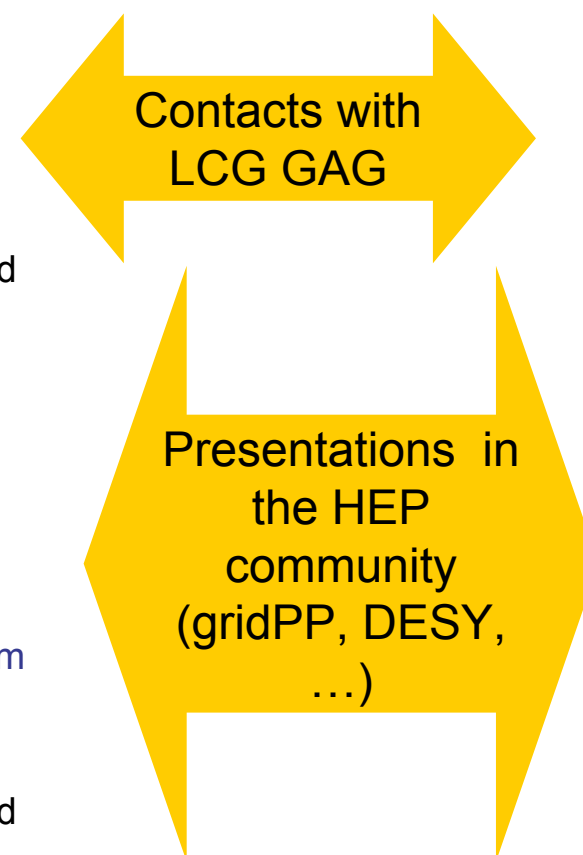 Contacts with
LCG GAG
d
Presentations in
the HEP
community
(gridPP, DESY,
…)
m
d